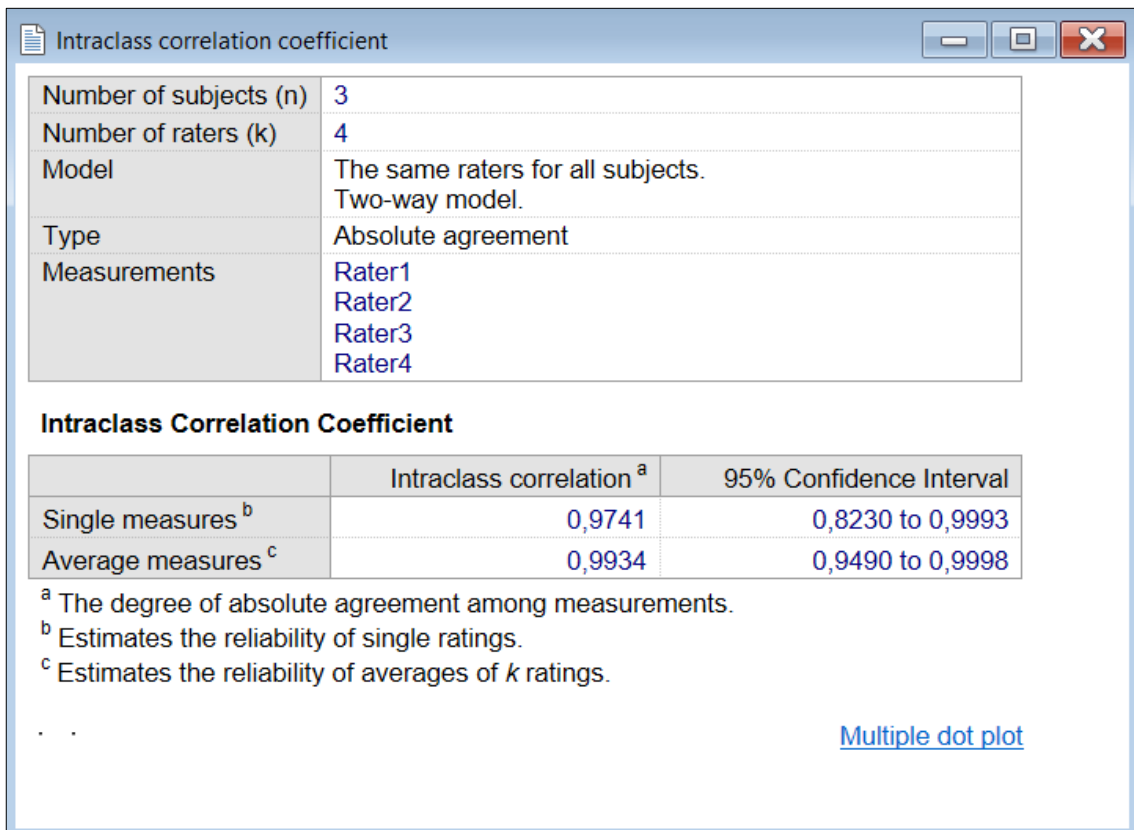 Intraclass correlation coefficient
Number of subjects (n) 3
Number of raters (k) 4
Model The same raters for all subjects.
Two-way model.
Type Absolute agreement
Measurements Rater1
Rater2
Rater3
Rater4
Intraclass Correlation Coefficient
Intraclass correlation a 95% Confidence Interval
Single measures b 0,9741 0,8230 to 0,9993
Average measures c 0,9934 0,9490 to 0,9998
a The degree of absolute agreement among measurements.
b Estimates the reliability of single ratings.
c Estimates the reliability of averages of k ratings.
. . Multiple dot plot